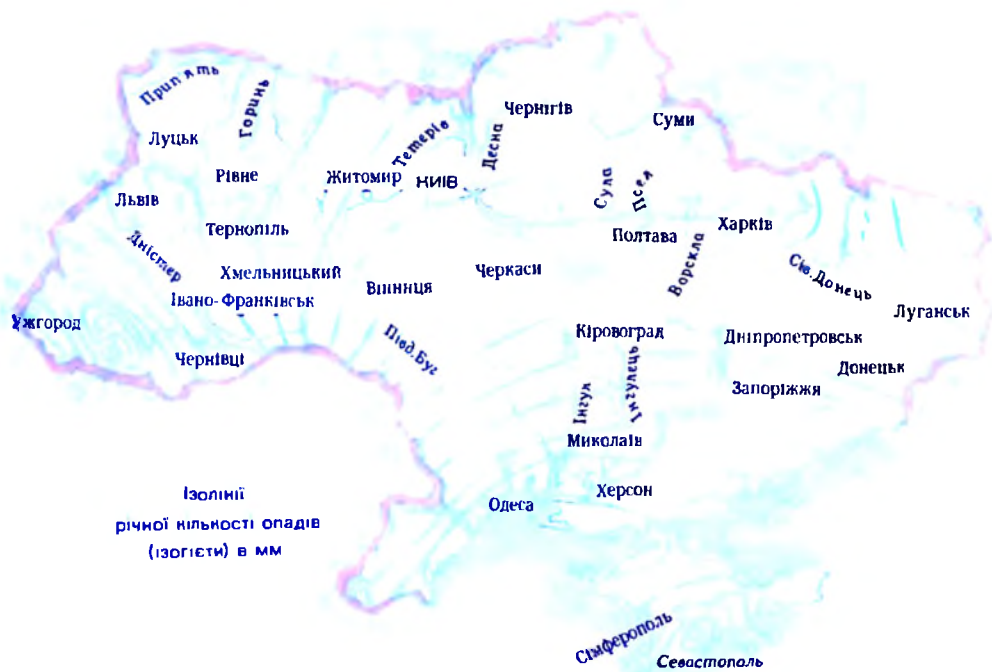 Прип'ять
Горинь
Луцьк
Рівне
Житомир
Тетерів
КИЇВ
Десна
Чернігів
Суми
Сула
Псел
Львів
Тернопіль
Дністер
Хмельницький
Івано-Франківськ
Вінниця
Черкаси
Полтава
Ворскла
Харків
Сів. Донець
Луганськ
Ужгород
Чернівці
Півд. Буг
Кіровоград
Дніпропетровськ
Донецьк
Запоріжжя
Інгул
Інгулець
Миколаїв
Одеса
Херсон
Ізолінії
річної кількості опадів
(ізогієти) в мм
Сімферополь
Севастополь